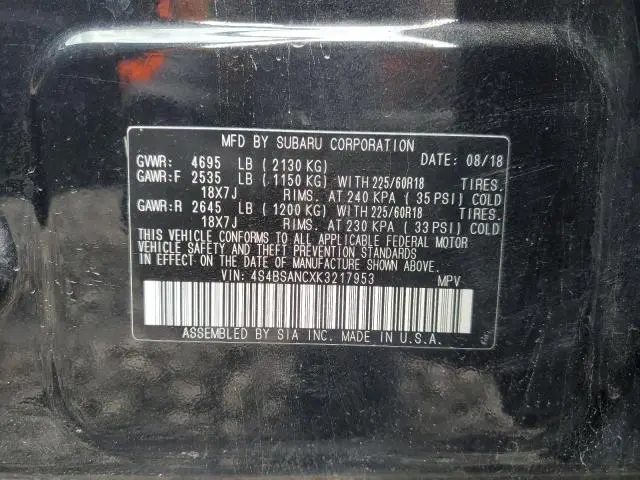 MFD BY SUBARU CORPORATION
GVWR: 4695 LB (2130 KG) DATE: 08/18
GAWR:F 2535 LB (1150 KG) WITH 225/60R18 TIRES.
18X7J RIMS. AT 240 KPA (35 PSI) COLD
GAWR:R 2645 LB (1200 KG) WITH 225/60R18 TIRES.
18X7J RIMS. AT 230 KPA (33 PSI) COLD
THIS VEHICLE CONFORMS TO ALL APPLICABLE FEDERAL MOTOR
VEHICLE SAFETY AND THEFT PREVENTION STANDARDS
IN EFFECT ON THE DATE OF MANUFACTURE SHOWN ABOVE.
VIN: 4S4BSANCXK3217953 MPV
ASSEMBLED BY SIA INC. MADE IN U.S.A.